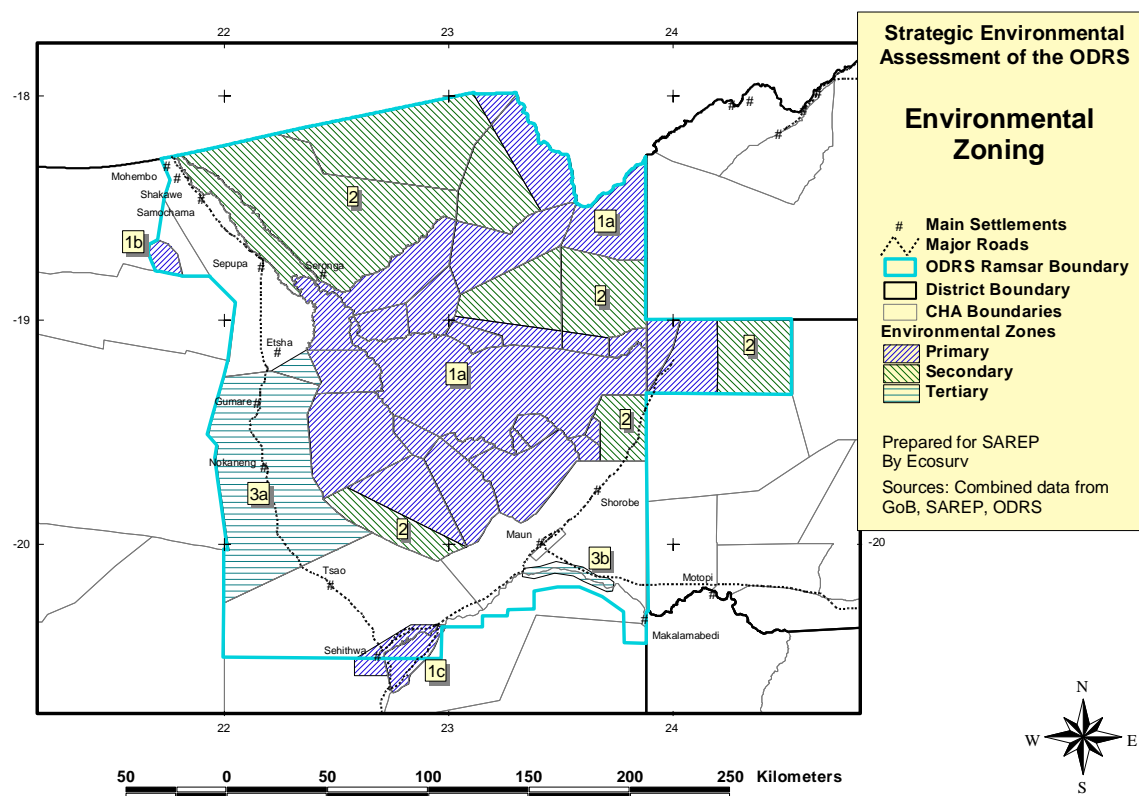 22
23
24
-18
Mohembo
Shakawe
Samochama
2
1a
1b
Sepupa
Seronga
2
-19
Etsha
2
1a
Gumare
2
Nokaneng
3a
Shorobe
2
Maun
-20
-20
3b
Tsao
Motopi
Makalamabedi
Sehithwa
1c
22
23
24
Strategic Environmental
Assessment of the ODRS
Environmental
Zoning
# Main Settlements
Major Roads
ODRS Ramsar Boundary
District Boundary
CHA Boundaries
Environmental Zones
Primary
Secondary
Tertiary
Prepared for SAREP
By Ecosurv
Sources: Combined data from
GoB, SAREP, ODRS
N
W E
S
50 0 50 100 150 200 250 Kilometers